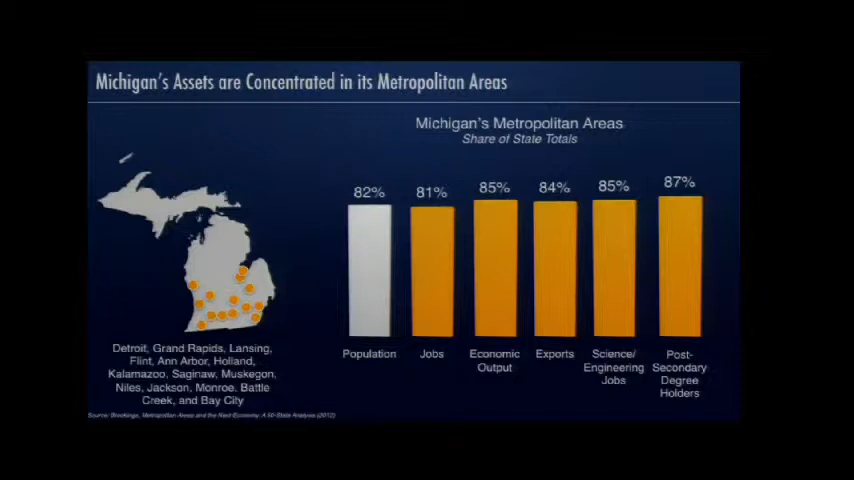 Michigan's Assets are Concentrated in its Metropolitan Areas
Michigan's Metropolitan Areas
Share of State Totals
82%
81%
85%
84%
85%
87%
Population
Jobs
Economic
Output
Exports
Science/
Engineering
Jobs
Post-
Secondary
Degree
Holders
Detroit, Grand Rapids, Lansing,
Flint, Ann Arbor, Holland,
Kalamazoo, Saginaw, Muskegon,
Niles, Jackson, Monroe, Battle
Creek, and Bay City
Source: Brookings, Metropolitan Areas and the Next Economy: A 50-State Analysis (2012)